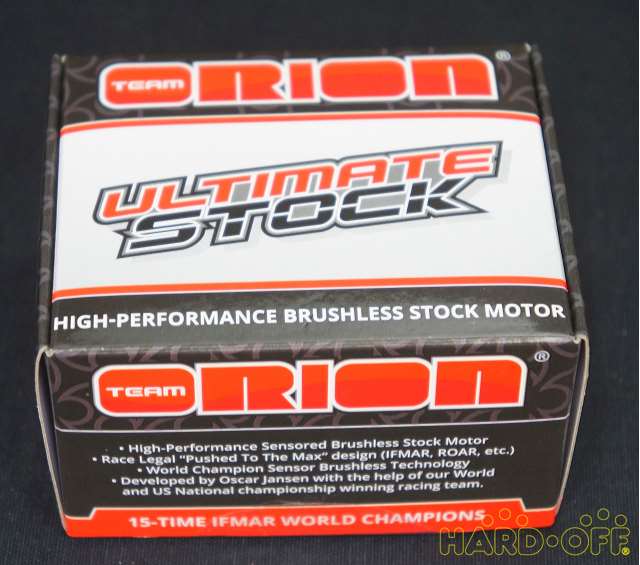 TEAM ORION®
ULTIMATE
STOCK
HIGH-PERFORMANCE BRUSHLESS STOCK MOTOR
TEAM ORION®
• High-Performance Sensored Brushless Stock Motor
• Race Legal "Pushed To The Max" design (IFMAR, ROAR, etc.)
• World Champion Sensor Brushless Technology
• Developed by Oscar Jansen with the help of our World
and US National championship winning racing team.
15-TIME IFMAR WORLD CHAMPIONS
HARD-OFF